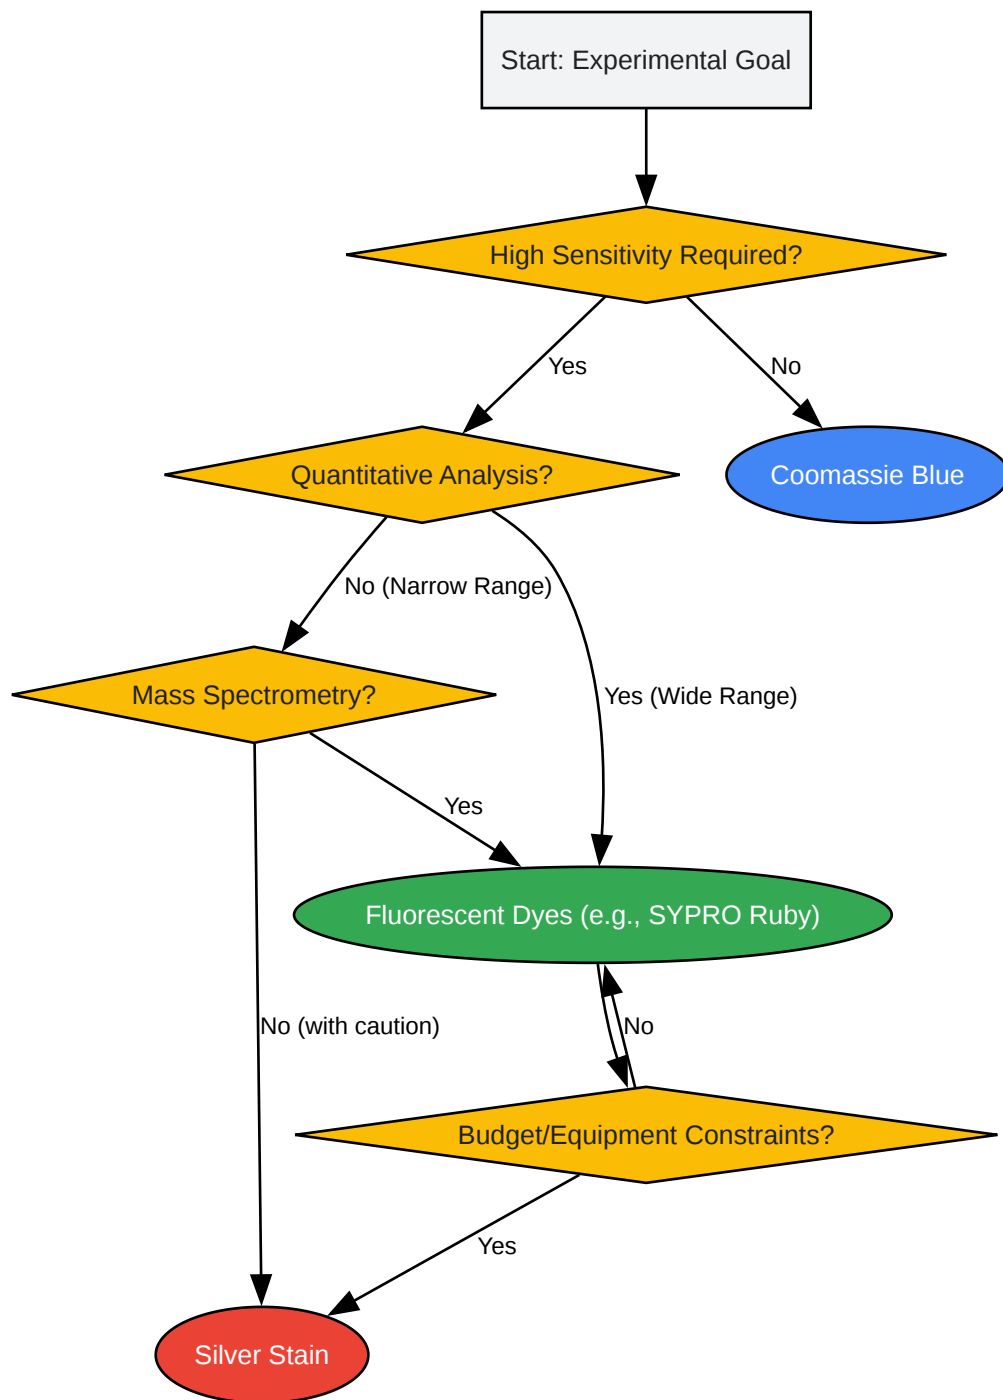 Start: Experimental Goal
High Sensitivity Required?
Yes
No
Quantitative Analysis?
Coomassie Blue
No (Narrow Range)
Mass Spectrometry?
Yes (Wide Range)
Yes
Fluorescent Dyes (e.g., SYPRO Ruby)
No (with caution)
No
Budget/Equipment Constraints?
Yes
Silver Stain